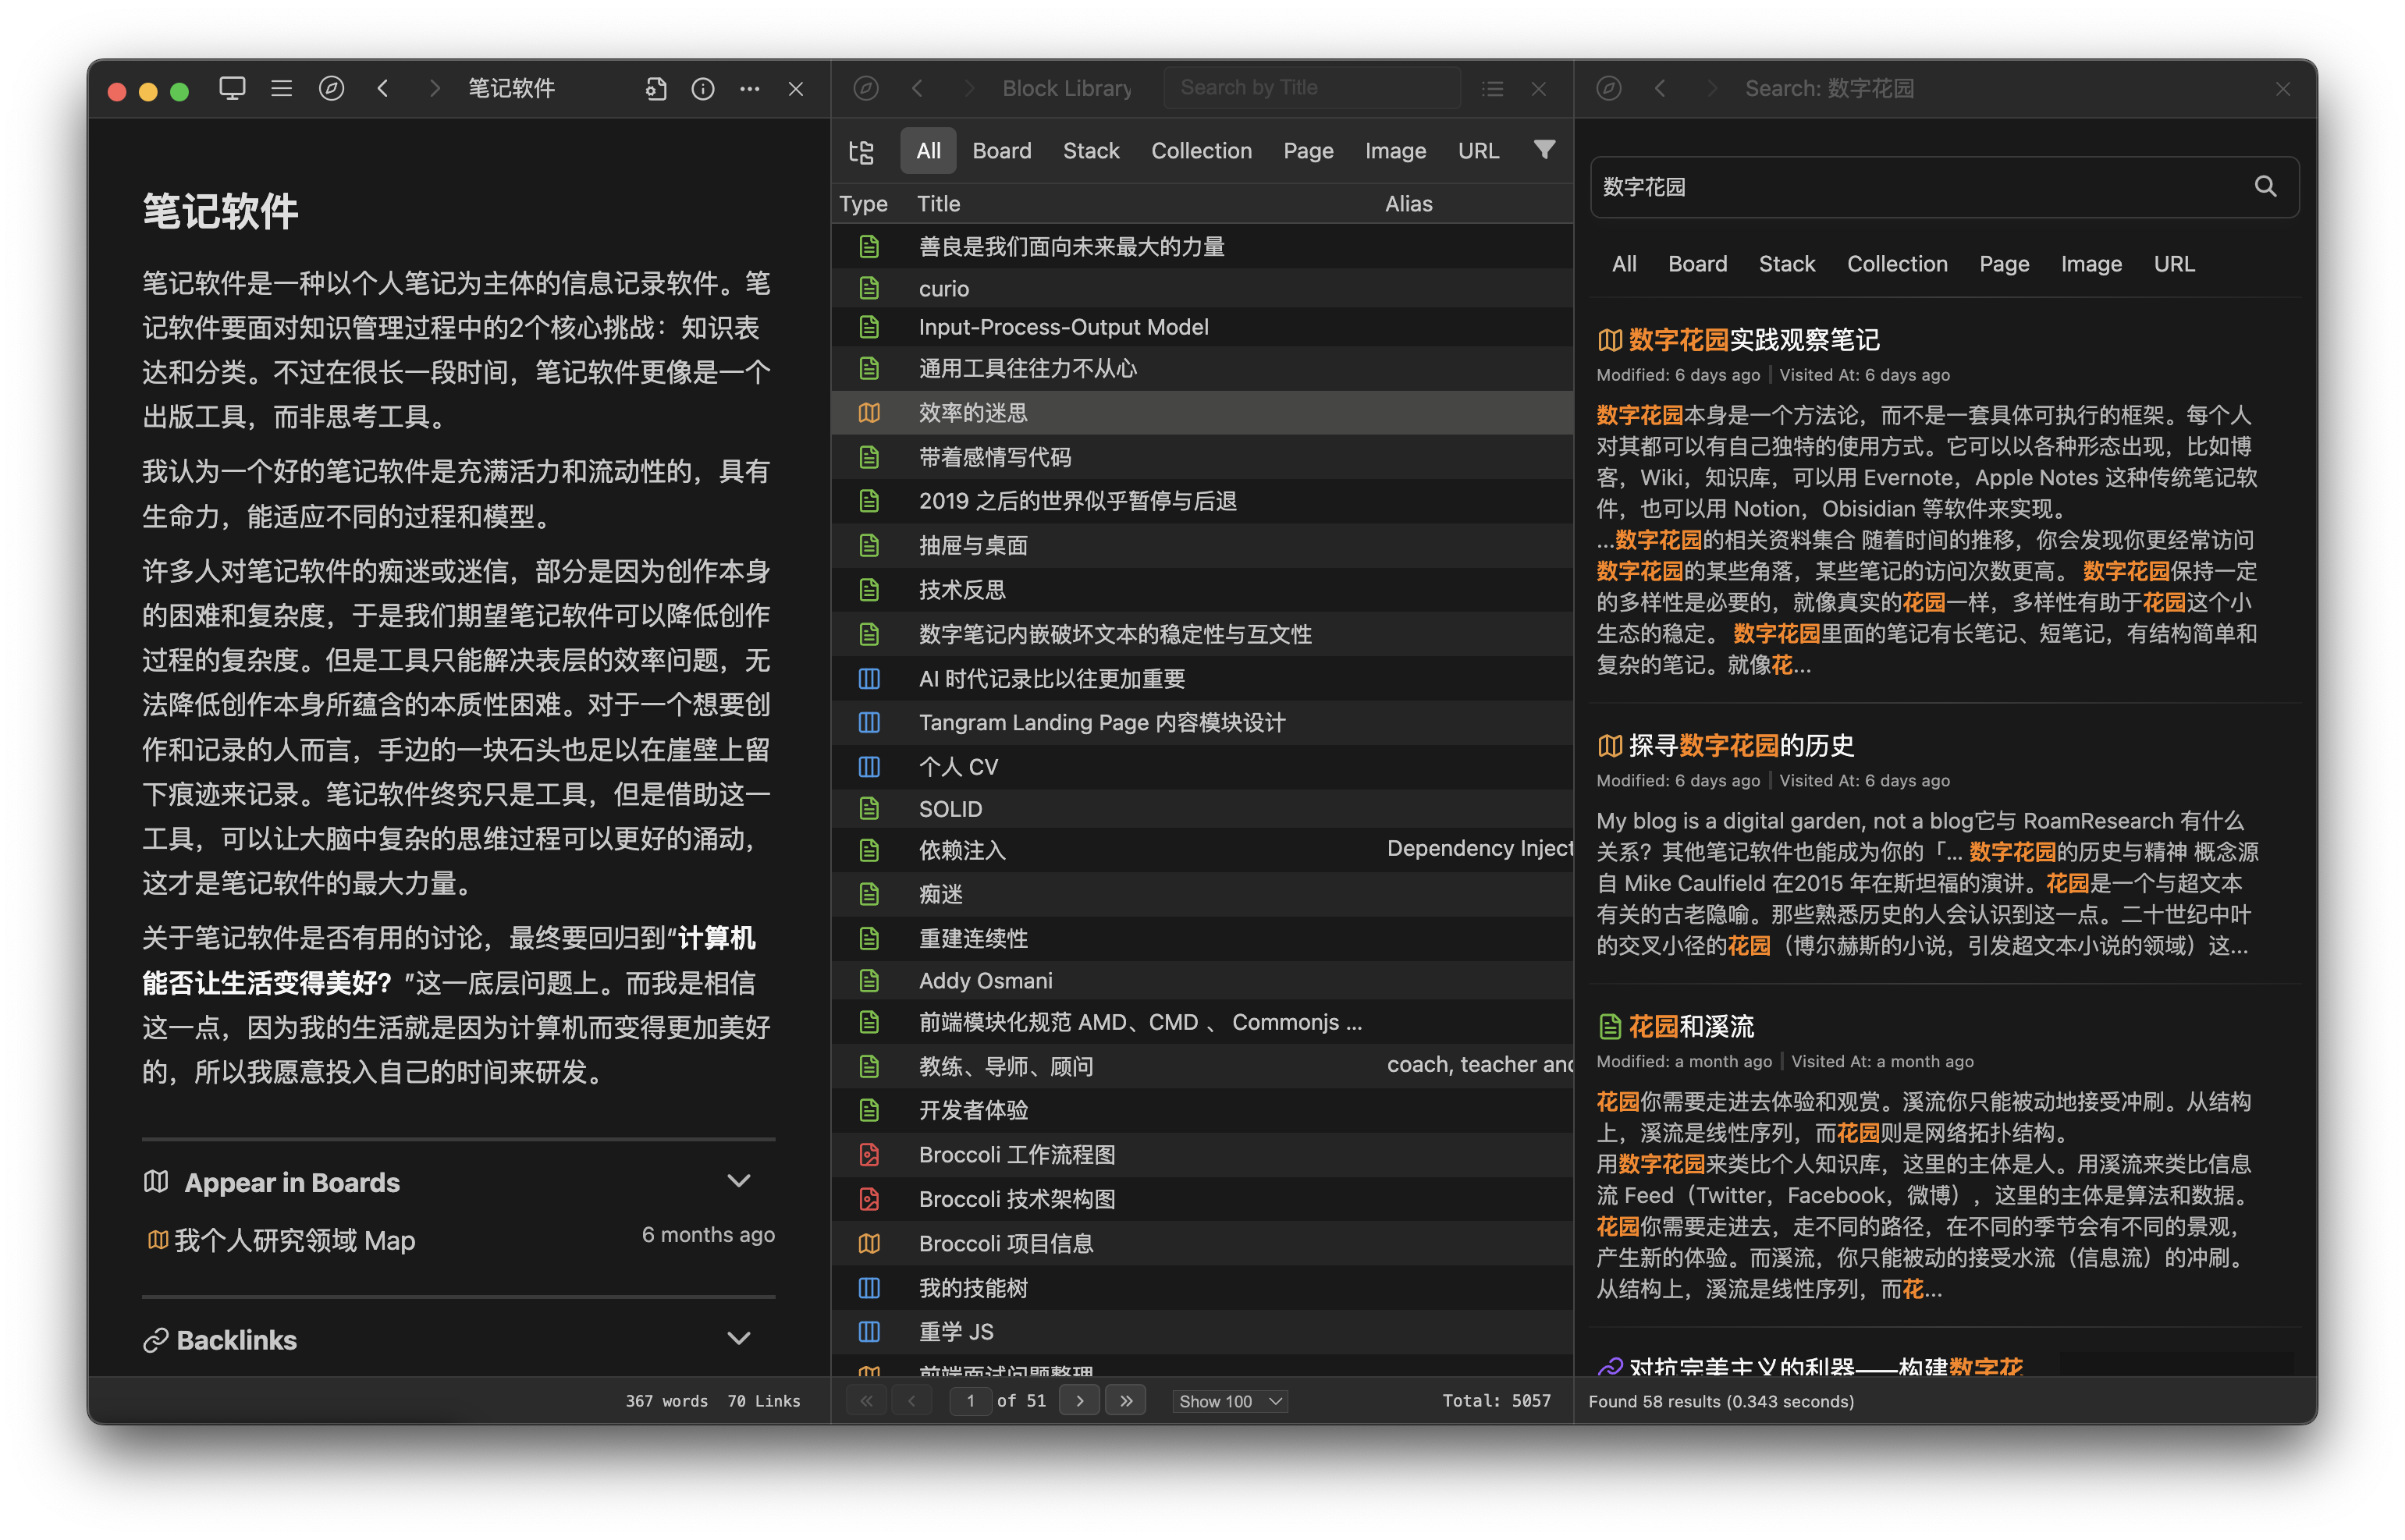 笔记软件
笔记软件
笔记软件是一种以个人笔记为主体的信息记录软件。笔
记软件要面对知识管理过程中的2个核心挑战：知识表
达和分类。不过在很长一段时间，笔记软件更像是一个
出版工具，而非思考工具。
我认为一个好的笔记软件是充满活力和流动性的，具有
生命力，能适应不同的过程和模型。
许多人对笔记软件的痴迷或迷信，部分是因为创作本身
的困难和复杂度，于是我们期望笔记软件可以降低创作
过程的复杂度。但是工具只能解决表层的效率问题，无
法降低创作本身所蕴含的本质性困难。对于一个想要创
作和记录的人而言，手边的一块石头也足以在崖壁上留
下痕迹来记录。笔记软件终究只是工具，但是借助这一
工具，可以让大脑中复杂的思维过程可以更好的涌动，
这才是笔记软件的最大力量。
关于笔记软件是否有用的讨论，最终要回归到“计算机
能否让生活变得美好？”这一底层问题上。而我是相信
这一点，因为我的生活就是因为计算机而变得更加美好
的，所以我愿意投入自己的时间来研发。
Appear in Boards
我个人研究领域 Map 6 months ago
Backlinks
367 words 70 Links
Block Library Search by Title
All Board Stack Collection Page Image URL
Type Title Alias
善良是我们面向未来最大的力量
curio
Input-Process-Output Model
通用工具往往力不从心
效率的迷思
带着感情写代码
2019 之后的世界似乎暂停与后退
抽屉与桌面
技术反思
数字笔记内嵌破坏文本的稳定性与互文性
AI 时代记录比以往更加重要
Tangram Landing Page 内容模块设计
个人 CV
SOLID
依赖注入 Dependency Inject
痴迷
重建连续性
Addy Osmani
前端模块化规范 AMD、CMD 、 Commonjs ...
教练、导师、顾问 coach, teacher and
开发者体验
Broccoli 工作流程图
Broccoli 技术架构图
Broccoli 项目信息
我的技能树
重学 JS
前端面试问题整理
1 of 51 Show 100 Total: 5057
Search: 数字花园
数字花园
All Board Stack Collection Page Image URL
数字花园实践观察笔记
Modified: 6 days ago Visited At: 6 days ago
数字花园本身是一个方法论，而不是一套具体可执行的框架。每个人
对其都可以有自己独特的使用方式。它可以以各种形态出现，比如博
客，Wiki，知识库，可以用 Evernote，Apple Notes 这种传统笔记软
件，也可以用 Notion，Obisidian 等软件来实现。
...数字花园的相关资料集合 随着时间的推移，你会发现你更经常访问
数字花园的某些角落，某些笔记的访问次数更高。 数字花园保持一定
的多样性是必要的，就像真实的花园一样，多样性有助于花园这个小
生态的稳定。 数字花园里面的笔记有长笔记、短笔记，有结构简单和
复杂的笔记。就像花...
探寻数字花园的历史
Modified: 6 days ago Visited At: 6 days ago
My blog is a digital garden, not a blog它与 RoamResearch 有什么
关系？其他笔记软件也能成为你的「... 数字花园的历史与精神 概念源
自 Mike Caulfield 在2015 年在斯坦福的演讲。花园是一个与超文本
有关的古老隐喻。那些熟悉历史的人会认识到这一点。二十世纪中叶
的交叉小径的花园（博尔赫斯的小说，引发超文本小说的领域）这...
花园和溪流
Modified: a month ago Visited At: a month ago
花园你需要走进去体验和观赏。溪流你只能被动地接受冲刷。从结构
上，溪流是线性序列，而花园则是网络拓扑结构。
用数字花园来类比个人知识库，这里的主体是人。用溪流来类比信息
流 Feed（Twitter，Facebook，微博），这里的主体是算法和数据。
花园你需要走进去，走不同的路径，在不同的季节会有不同的景观，
产生新的体验。而溪流，你只能被动的接受水流（信息流）的冲刷。
从结构上，溪流是线性序列，而花...
对抗完美主义的利器——构建数字花
Found 58 results (0.343 seconds)